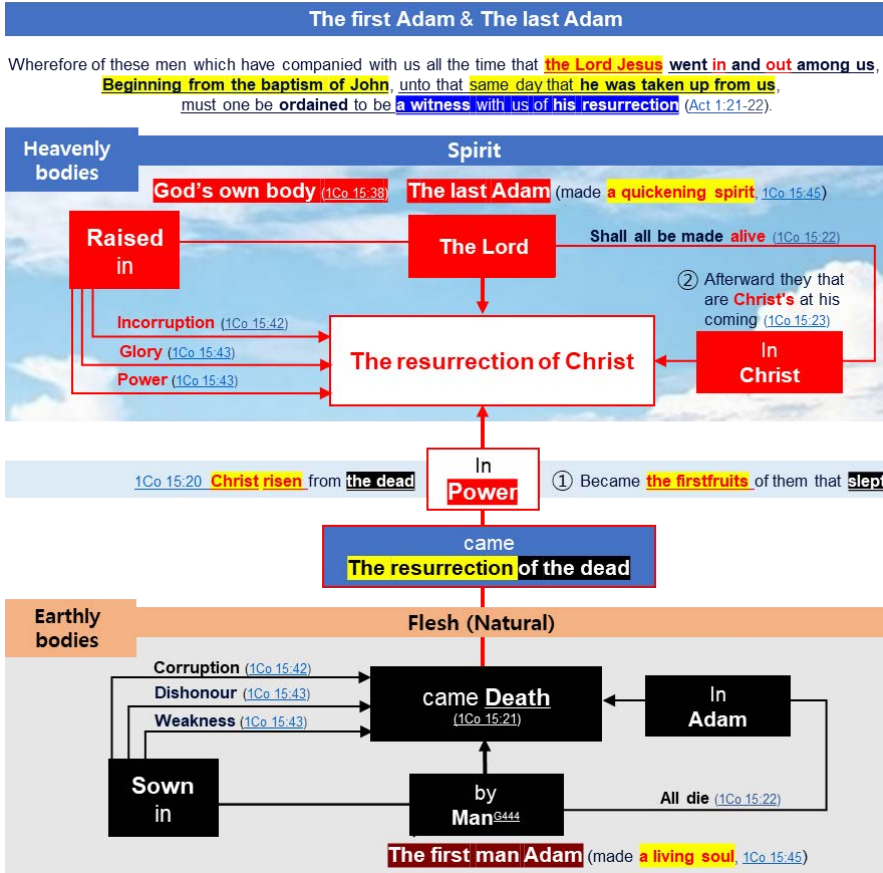 The first Adam & The last Adam
Wherefore of these men which have companied with us all the time that the Lord Jesus went in and out among us,
Beginning from the baptism of John, unto that same day that he was taken up from us,
must one be ordained to be a witness with us of his resurrection (Act 1:21-22).
Heavenly
bodies
Spirit
God's own body (1Co 15:38)
The last Adam (made a quickening spirit, 1Co 15:45)
Raised
in
The Lord
Shall all be made alive (1Co 15:22)
② Afterward they that
are Christ's at his
coming (1Co 15:23)
Incorruption (1Co 15:42)
Glory (1Co 15:43)
Power (1Co 15:43)
The resurrection of Christ
In
Christ
1Co 15:20 Christ risen from the dead
In
Power
① Became the firstfruits of them that slept
came
The resurrection of the dead
Earthly
bodies
Flesh (Natural)
Corruption (1Co 15:42)
Dishonour (1Co 15:43)
Weakness (1Co 15:43)
came Death
(1Co 15:21)
In
Adam
Sown
in
by
Man G444
All die (1Co 15:22)
The first man Adam (made a living soul, 1Co 15:45)